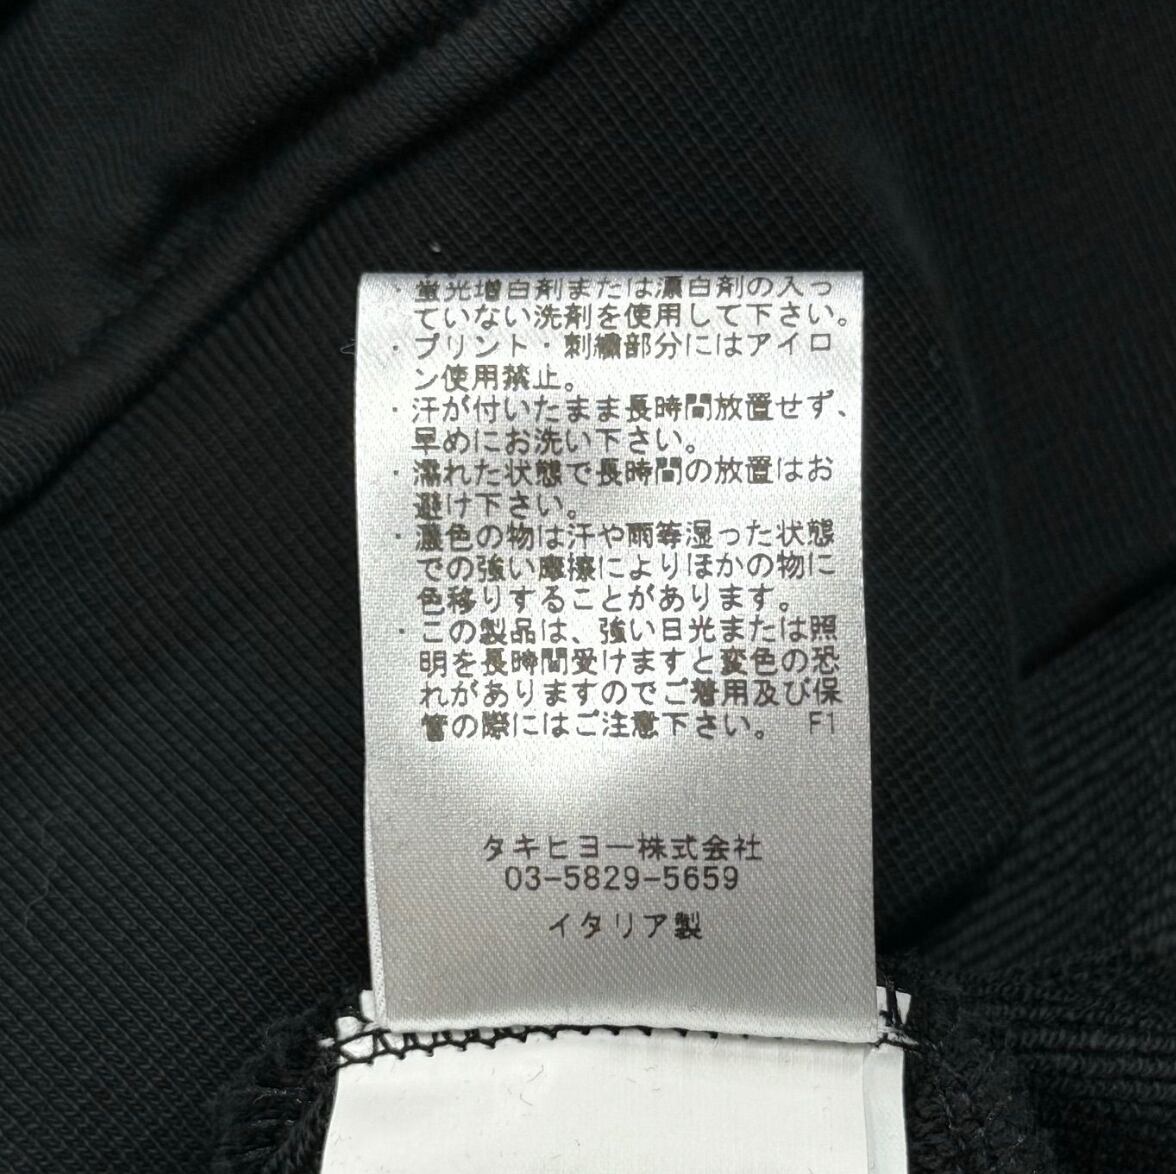 ・蛍光増白剤または漂白剤の入っ
ていない洗剤を使用して下さい。
・プリント・刺繍部分にはアイロ
ン使用禁止。
・汗が付いたまま長時間放置せず、
早めにお洗い下さい。
・濡れた状態で長時間の放置はお
避け下さい。
・濃色の物は汗や雨等湿った状態
での強い摩擦によりほかの物に
色移りすることがあります。
・この製品は、強い日光または照
明を長時間受けますと変色の恐
れがありますのでご着用及び保
管の際にはご注意下さい。 F1
タキヒヨー株式会社
03-5829-5659
イタリア製